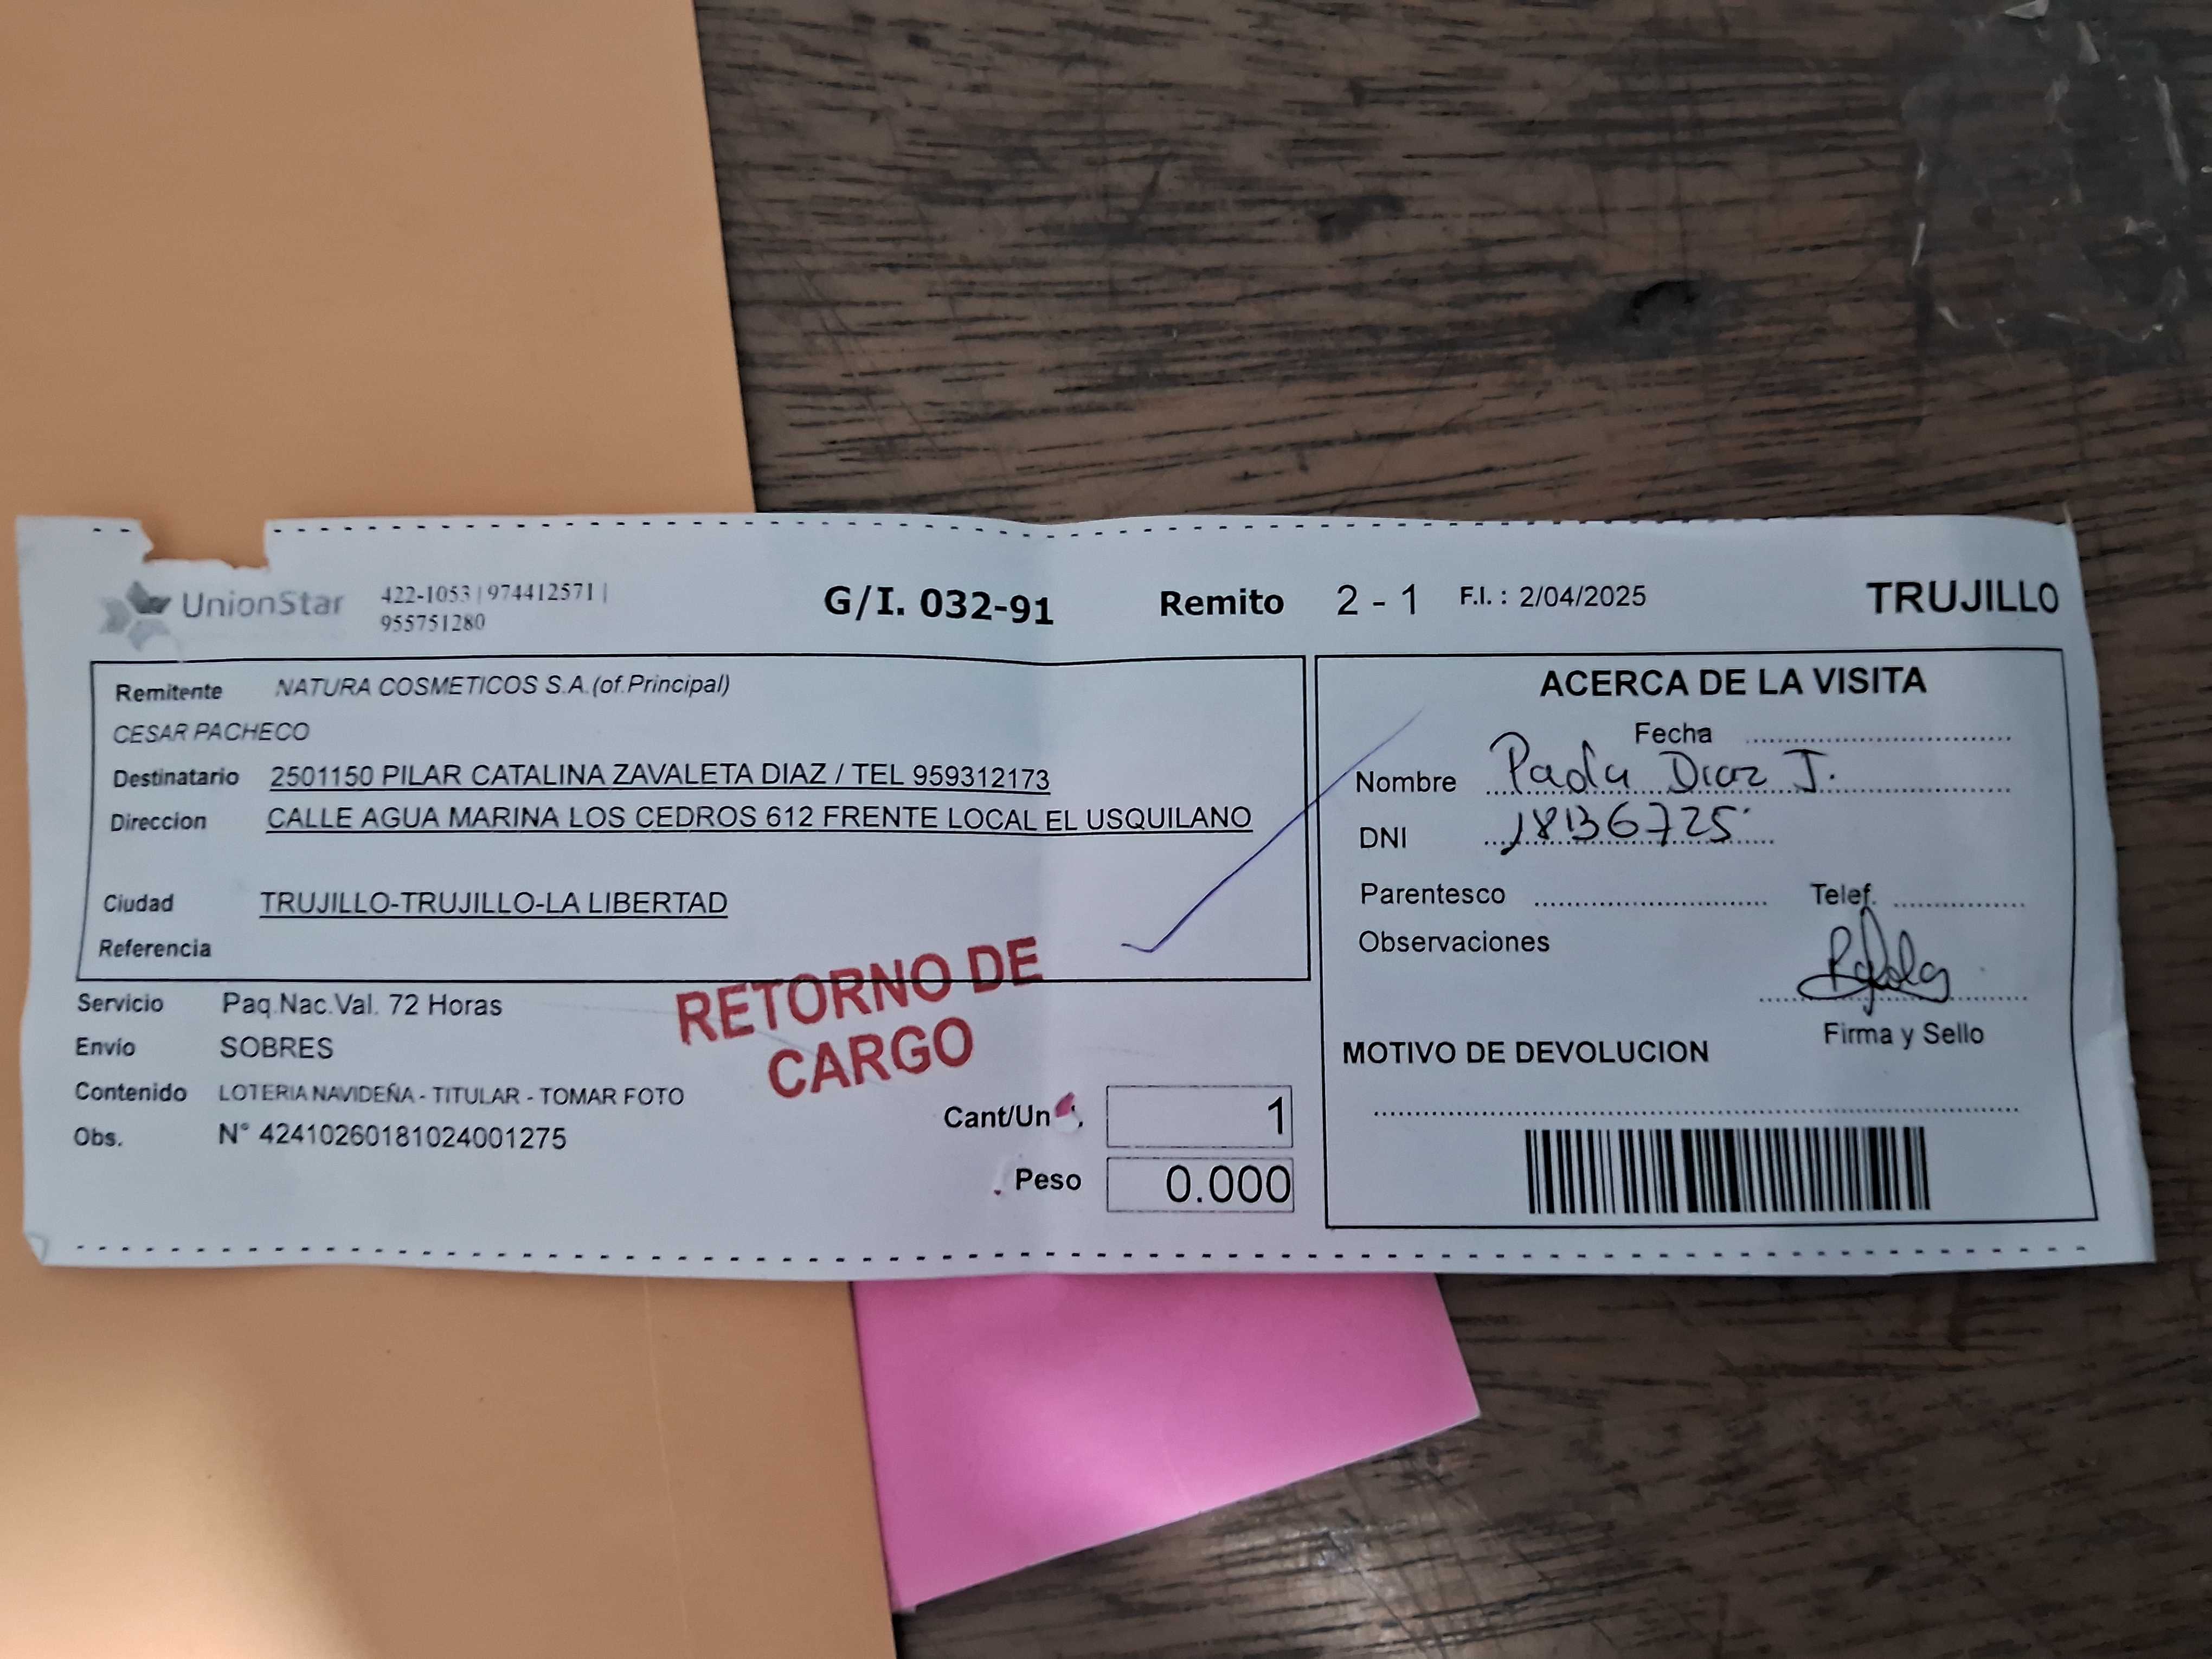 UnionStar 422-1053 | 974412571 |
955751280
G/I. 032-91 Remito 2 - 1 F.I. : 2/04/2025 TRUJILLO
Remitente NATURA COSMETICOS S.A.(of.Principal)
CESAR PACHECO
Destinatario 2501150 PILAR CATALINA ZAVALETA DIAZ / TEL 959312173
Direccion CALLE AGUA MARINA LOS CEDROS 612 FRENTE LOCAL EL USQUILANO
Ciudad TRUJILLO-TRUJILLO-LA LIBERTAD
Referencia
Servicio Paq.Nac.Val. 72 Horas
Envío SOBRES
Contenido LOTERIA NAVIDEÑA - TITULAR - TOMAR FOTO
Obs. N° 42410260181024001275
RETORNO DE
CARGO
Cant/Un 1
Peso 0.000
ACERCA DE LA VISITA
Fecha
Nombre Paola Diaz J.
DNI 18136725
Parentesco Telef.
Observaciones
Firma y Sello
MOTIVO DE DEVOLUCION